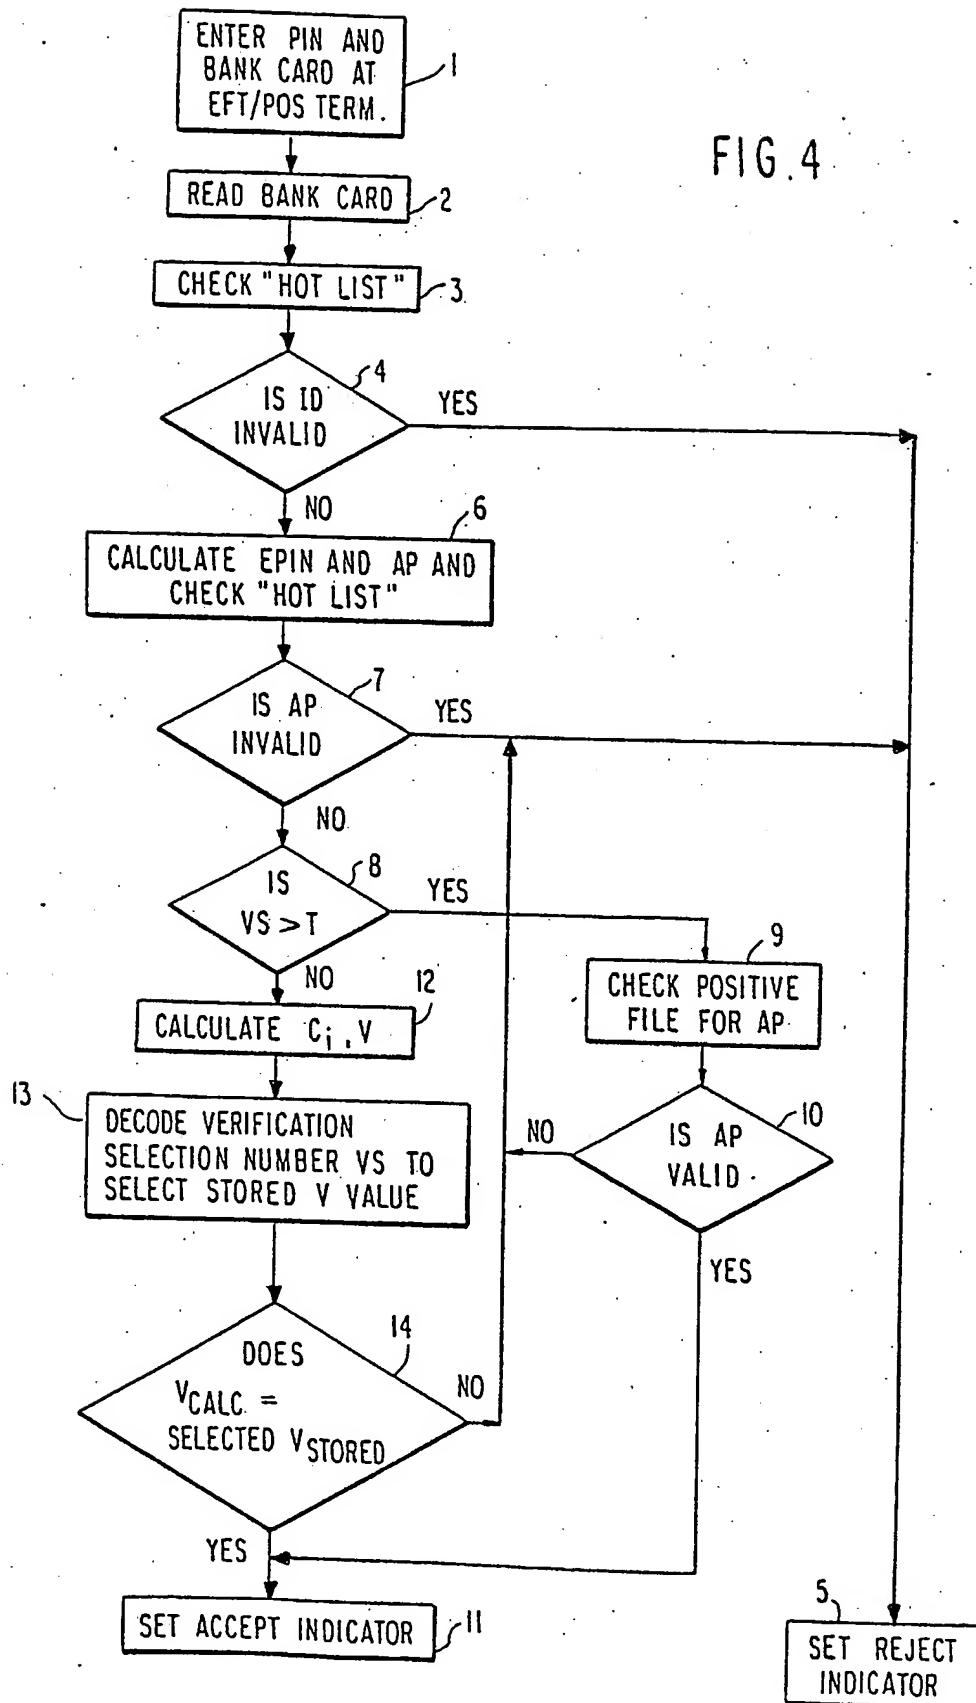 ENTER PIN AND
BANK CARD AT
EFT/POS TERM.
1
FIG.4
READ BANK CARD
2
CHECK "HOT LIST"
3
4
IS ID
INVALID
YES
NO
6
CALCULATE EPIN AND AP AND
CHECK "HOT LIST"
7
IS AP
INVALID
YES
NO
8
IS
VS > T
YES
NO
9
CHECK POSITIVE
FILE FOR AP
12
CALCULATE Ci, V
10
IS AP
VALID
NO
YES
13
DECODE VERIFICATION
SELECTION NUMBER VS TO
SELECT STORED V VALUE
14
DOES
VCALC. =
SELECTED VSTORED
NO
YES
SET ACCEPT INDICATOR
11
5
SET REJECT
INDICATOR